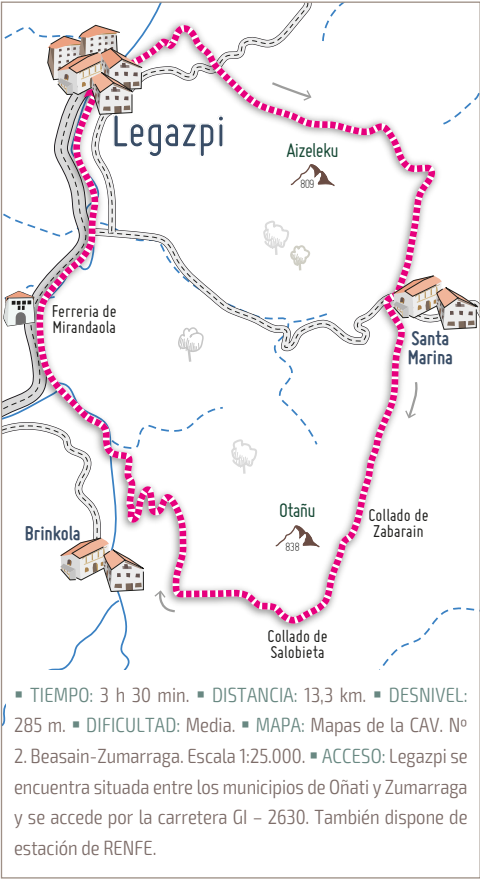 Legazpi
Aizeleku
809
Ferreria de
Mirandaola
Santa
Marina
Otañu
838
Collado de
Zabarain
Brinkola
Collado de
Salobieta
▪ TIEMPO: 3 h 30 min. ▪ DISTANCIA: 13,3 km. ▪ DESNIVEL:
285 m. ▪ DIFICULTAD: Media. ▪ MAPA: Mapas de la CAV. Nº
2. Beasain-Zumarraga. Escala 1:25.000. ▪ ACCESO: Legazpi se
encuentra situada entre los municipios de Oñati y Zumarraga
y se accede por la carretera GI – 2630. También dispone de
estación de RENFE.